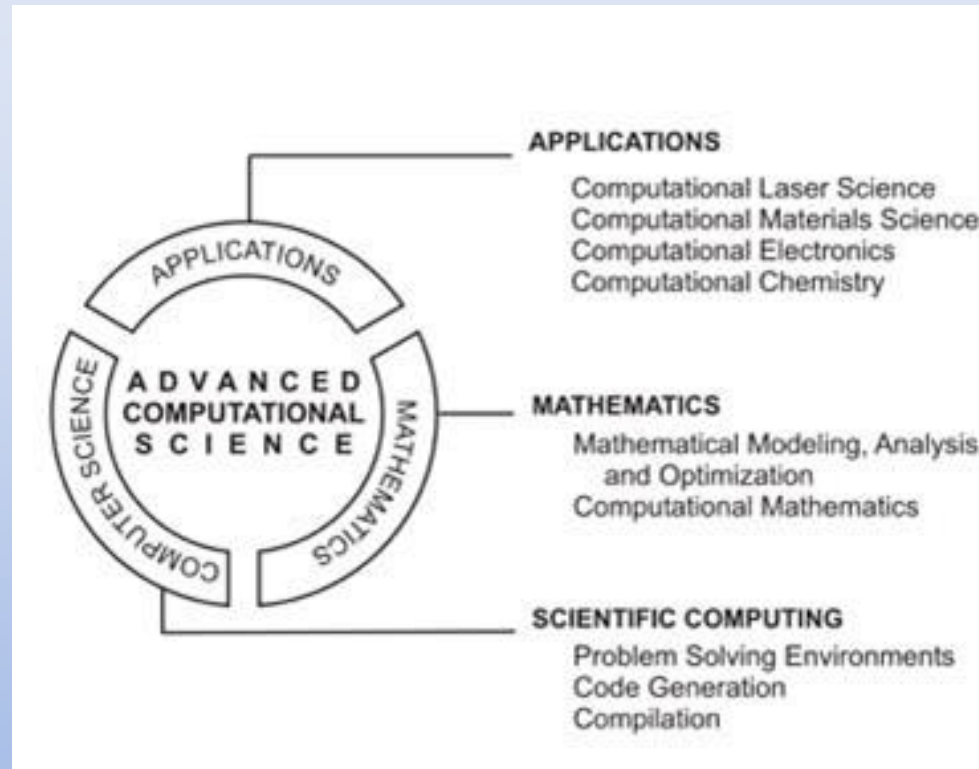 APPLICATIONS
Computational Laser Science
Computational Materials Science
Computational Electronics
Computational Chemistry
APPLICATIONS
COMPUTER SCIENCE
MATHEMATICS
ADVANCED
COMPUTATIONAL
SCIENCE
MATHEMATICS
Mathematical Modeling, Analysis
and Optimization
Computational Mathematics
SCIENTIFIC COMPUTING
Problem Solving Environments
Code Generation
Compilation